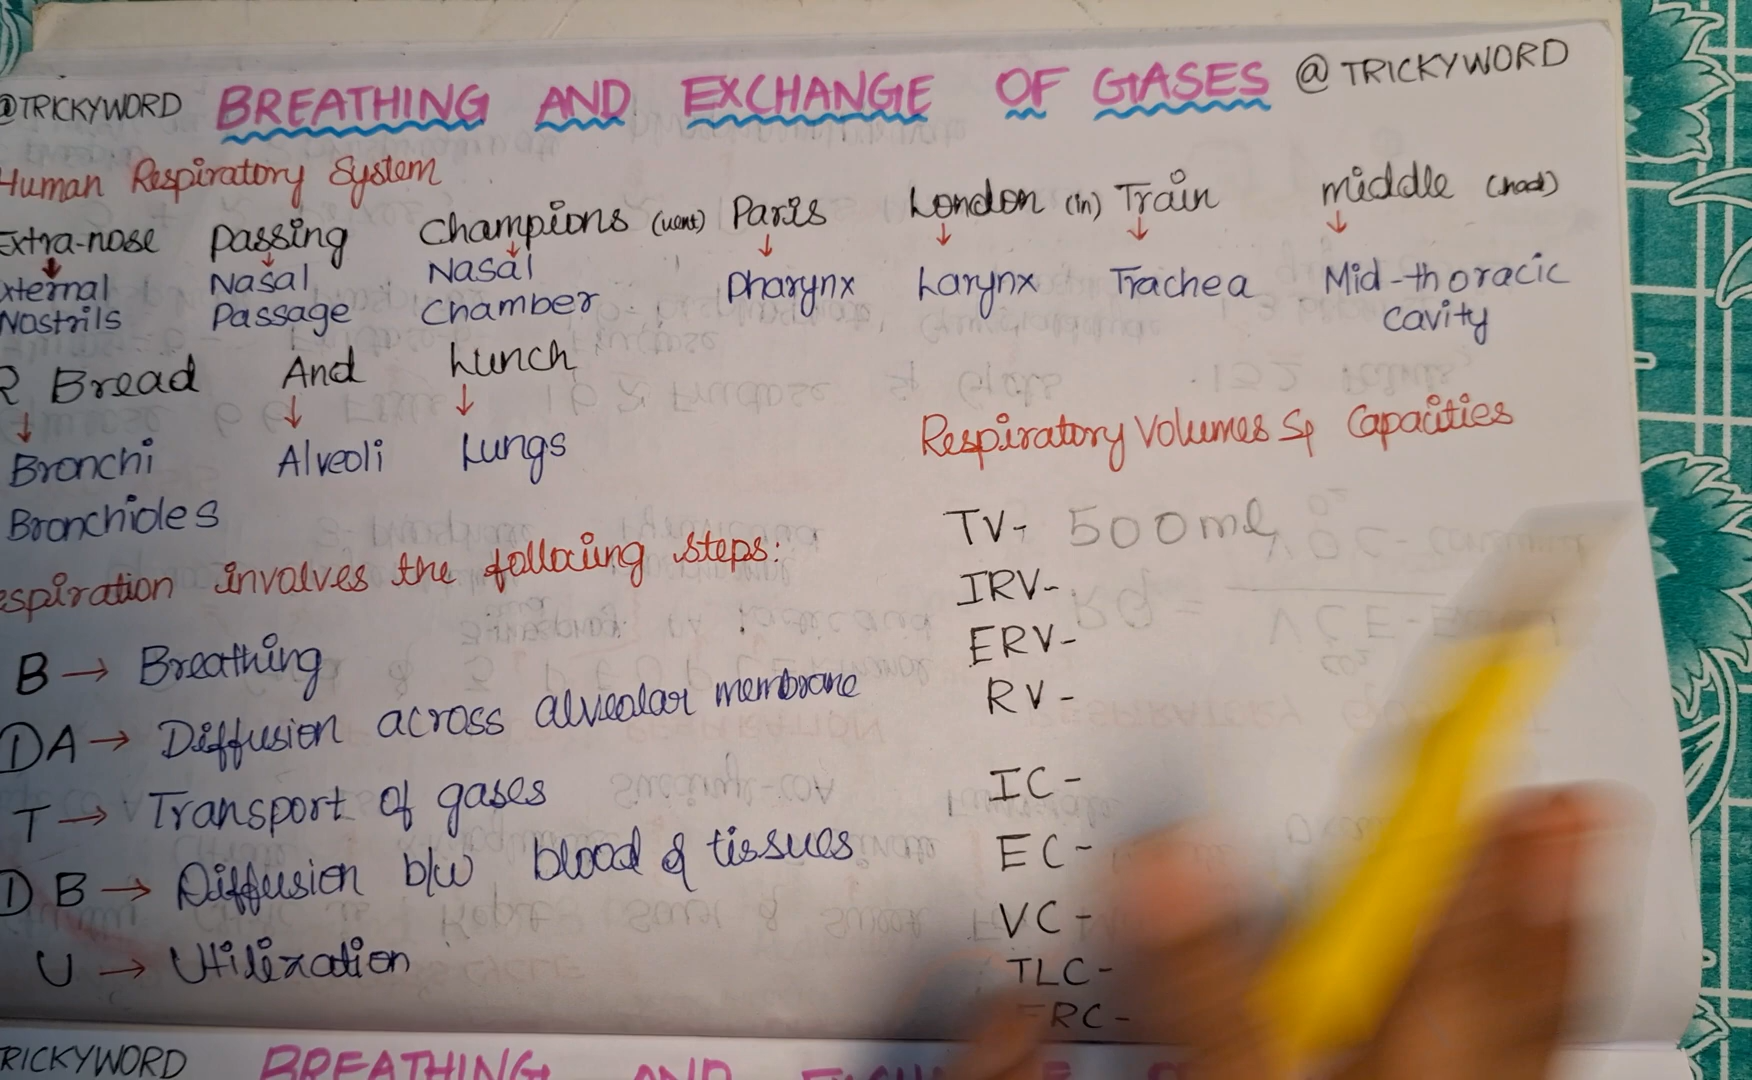 @TRICKYWORD BREATHING AND EXCHANGE OF GASES @TRICKYWORD
Human Respiratory System
Extra-nose passing Champions (went) Paris London (in) Train middle (had)
xternal Nasal Nasal Pharynx Larynx Trachea Mid-thoracic
Nostrils Passage Chamber cavity
2 Bread And Lunch
Bronchi Alveoli Lungs
Bronchioles
Respiratory Volumes & Capacities
espiration involves the following steps:
B → Breathing
DA → Diffusion across alveolar membrane
T → Transport of gases
DB → Diffusion b/w blood & tissues
U → Utilization
TV- 500ml
IRV-
ERV-
RV-
IC-
EC-
VC-
TLC-
FRC-
RICKYWORD BREATHING AND